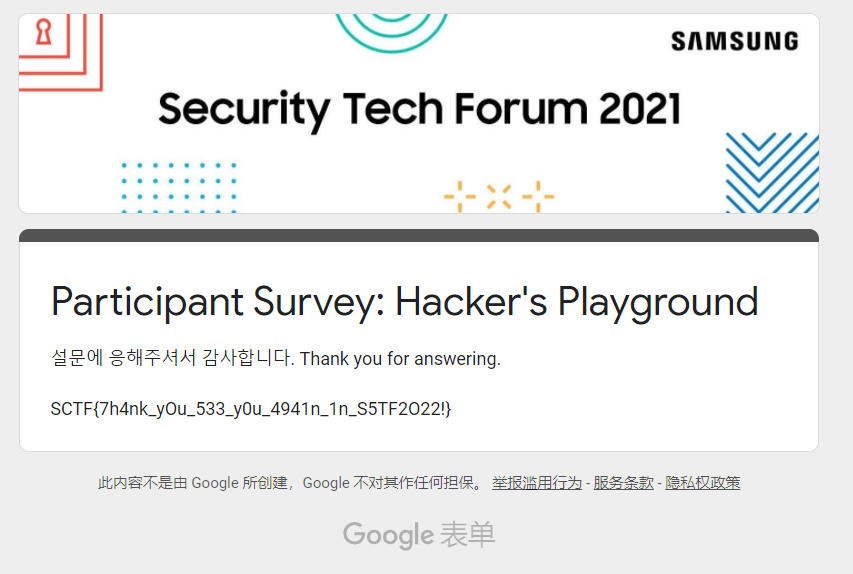 SAMSUNG
Security Tech Forum 2021
Participant Survey: Hacker's Playground
설문에 응해주셔서 감사합니다. Thank you for answering.
SCTF{7h4nk_yOu_533_y0u_4941n_1n_S5TF2O22!}
此内容不是由 Google 所创建，Google 不对其作任何担保。 举报滥用行为 - 服务条款 - 隐私权政策
Google 表单